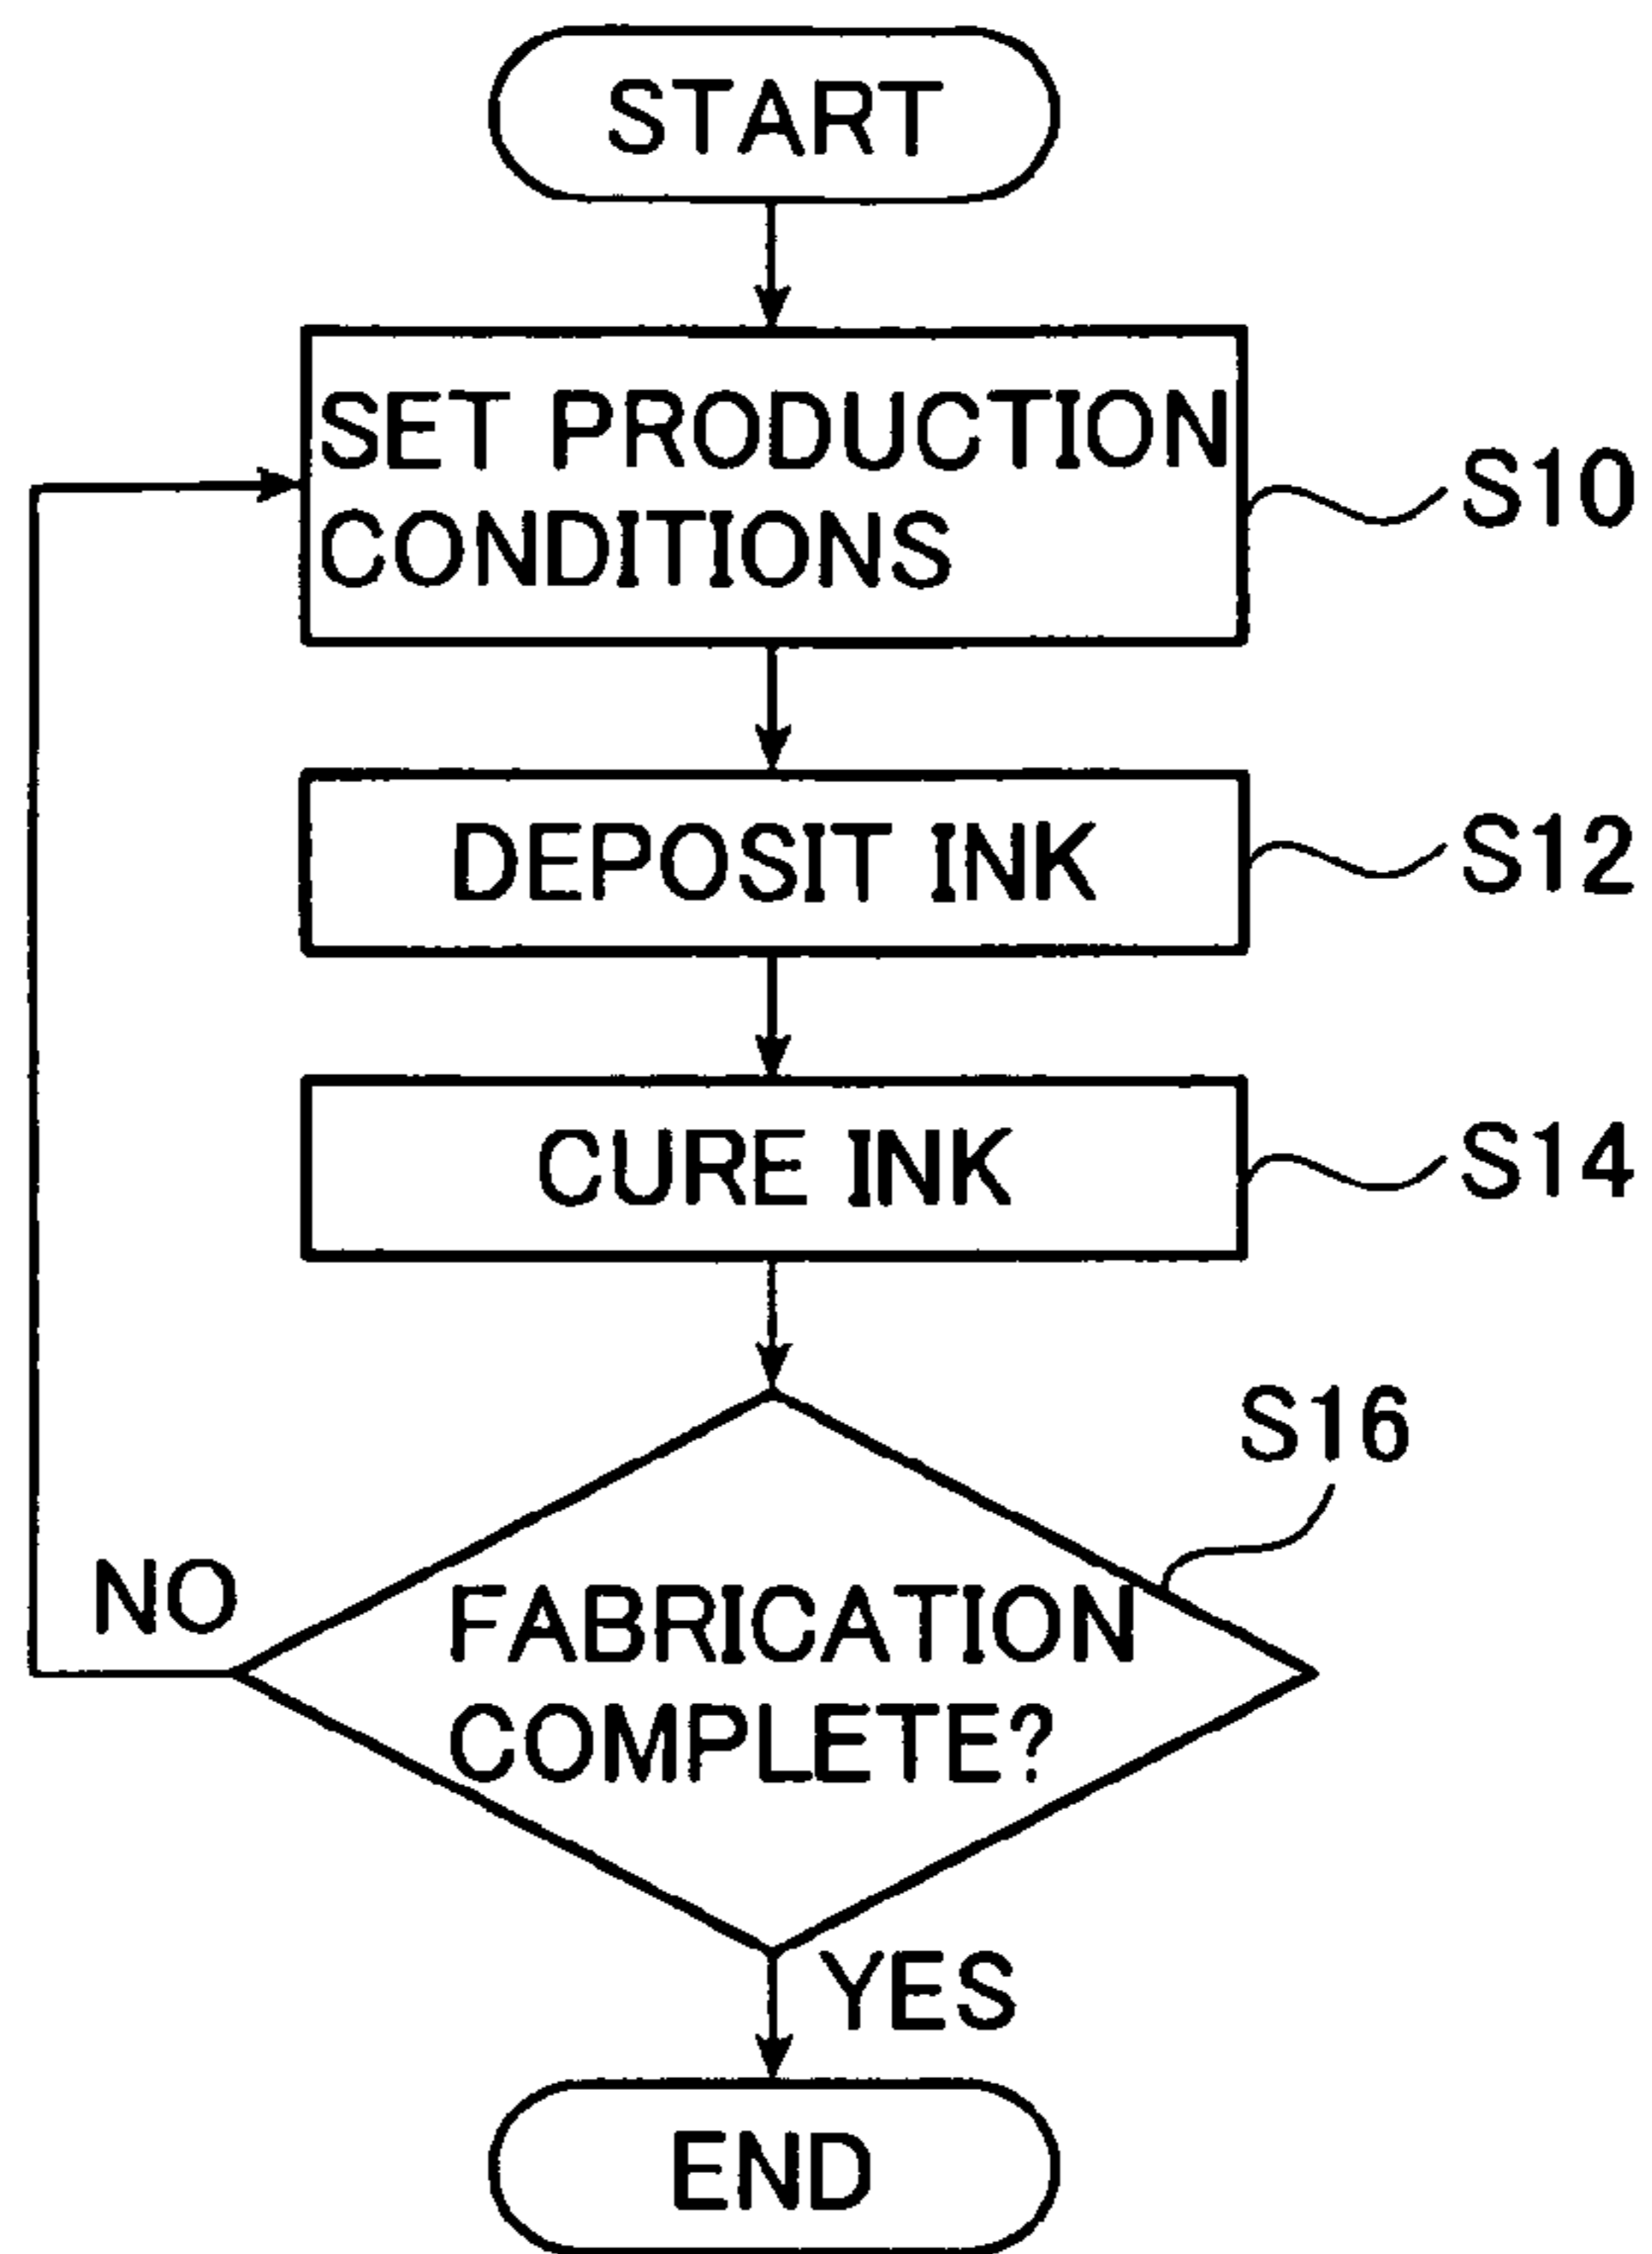 START
SET PRODUCTION
CONDITIONS
S10
DEPOSIT INK
S12
CURE INK
S14
S16
FABRICATION
COMPLETE?
NO
YES
END